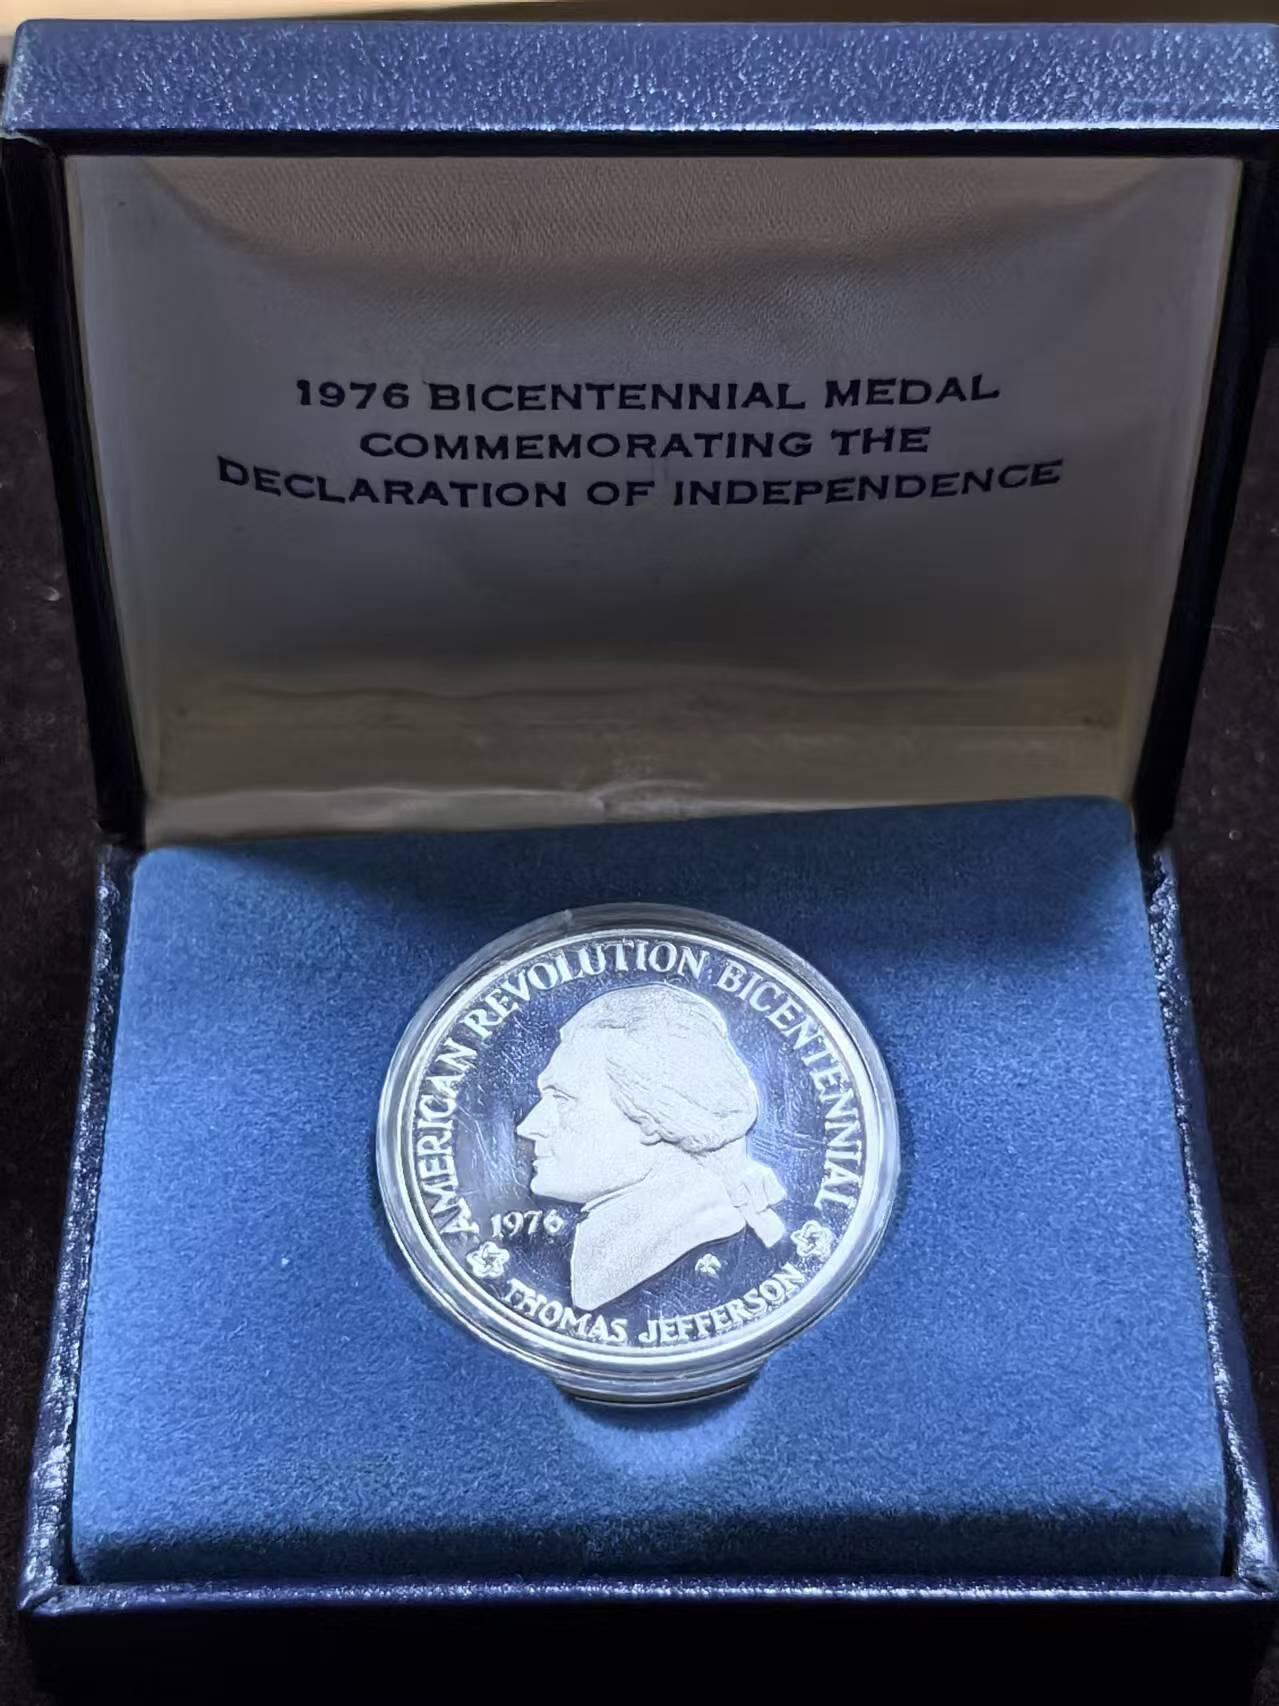 1976 BICENTENNIAL MEDAL
COMMEMORATING THE
DECLARATION OF INDEPENDENCE
AMERICAN REVOLUTION BICENTENNIAL
1976
THOMAS JEFFERSON